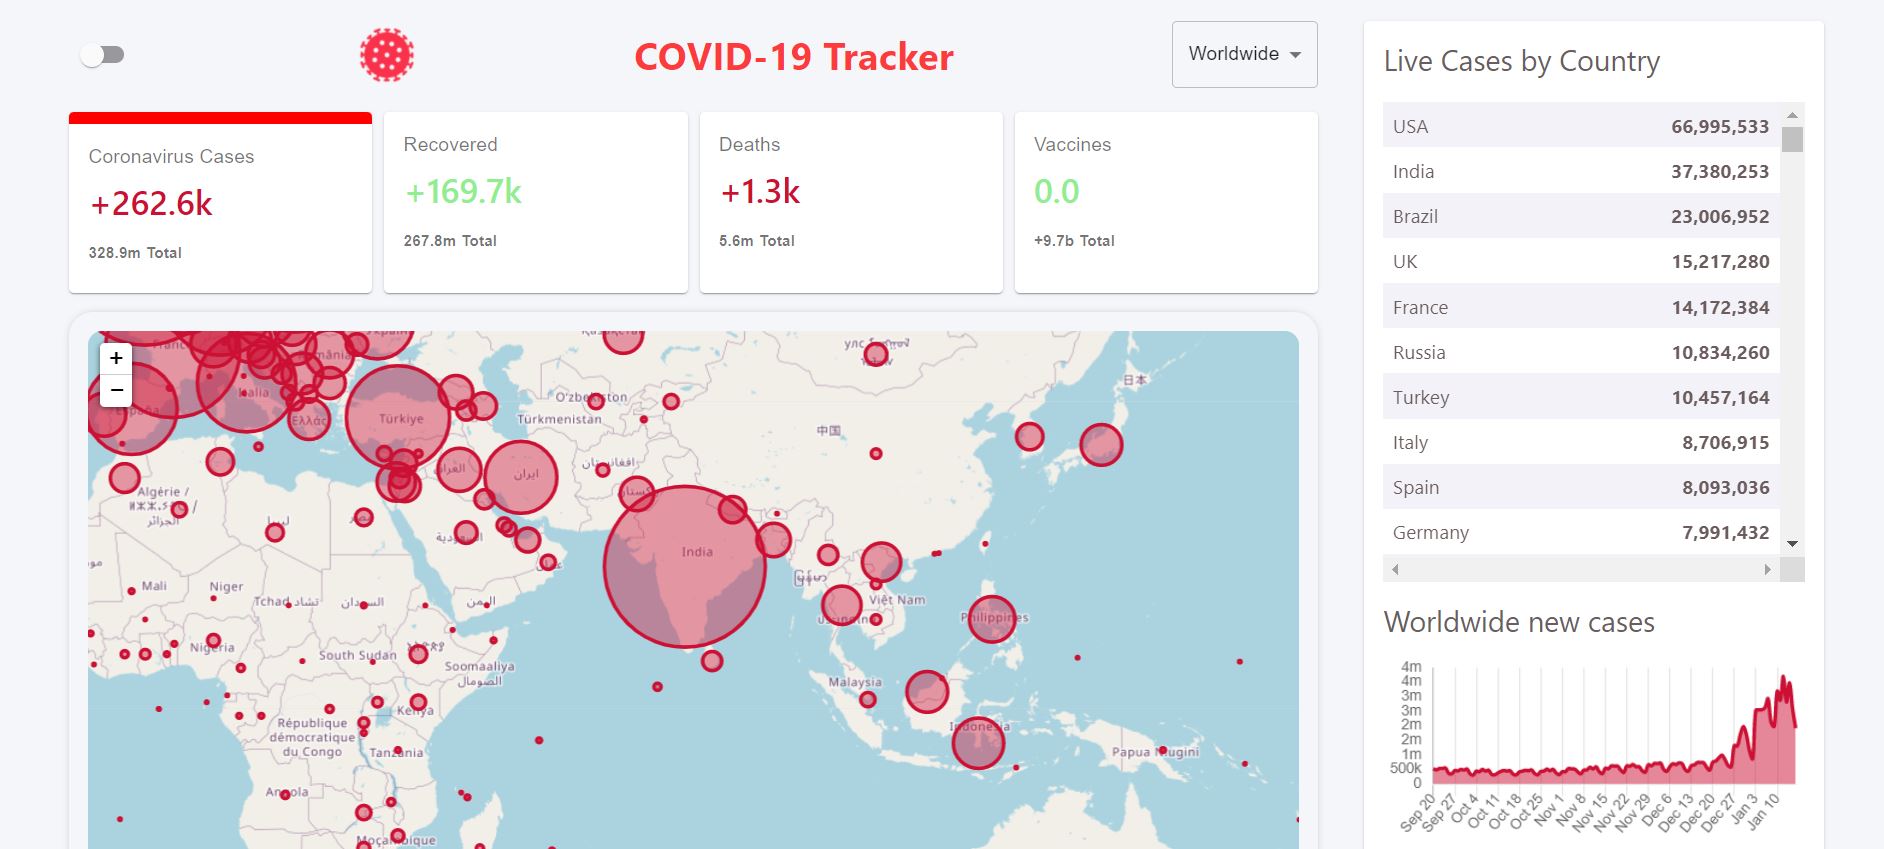 COVID-19 Tracker
Worldwide
Coronavirus Cases
+262.6k
328.9m Total
Recovered
+169.7k
267.8m Total
Deaths
+1.3k
5.6m Total
Vaccines
0.0
+9.7b Total
+
−
France
România
Italia
España
Ελλάς
Türkiye
O'zbekiston
Türkmenistan
中国
日本
افغانستان
ایران
العراق
Algérie /
الجزائر
ليبيا
مصر
السعودية
عمان
India
Mali
Niger
Tchad تشاد
السودان
اليمن
Việt Nam
Philippines
Nigeria
South Sudan
Soomaaliya
الصومال
Malaysia
Kenya
République
démocratique
du Congo
Tanzania
Indonesia
Papua Niugini
Angola
Moçambique
Live Cases by Country
USA 66,995,533
India 37,380,253
Brazil 23,006,952
UK 15,217,280
France 14,172,384
Russia 10,834,260
Turkey 10,457,164
Italy 8,706,915
Spain 8,093,036
Germany 7,991,432
Worldwide new cases
4m
4m
3m
3m
2m
2m
1m
500k
0
Sep 20
Sep 27
Oct 4
Oct 11
Oct 18
Oct 25
Nov 1
Nov 8
Nov 15
Nov 22
Nov 29
Dec 6
Dec 13
Dec 20
Dec 27
Jan 3
Jan 10